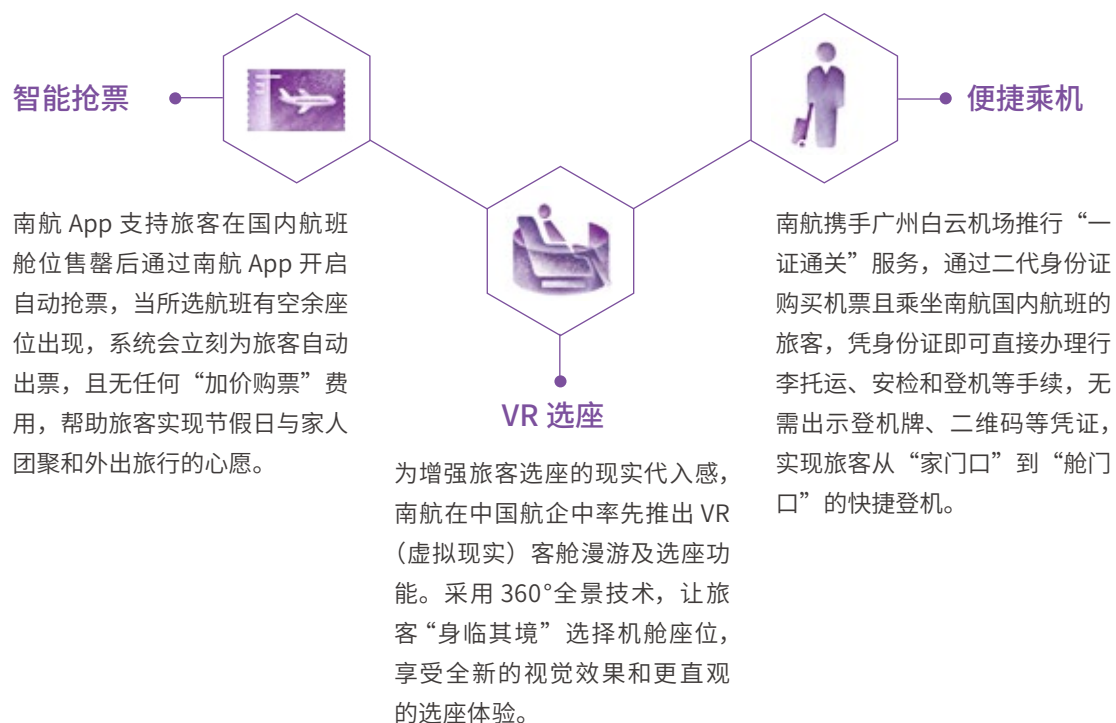 智能抢票
南航 App 支持旅客在国内航班
舱位售罄后通过南航 App 开启
自动抢票，当所选航班有空余座
位出现，系统会立刻为旅客自动
出票，且无任何“加价购票”费
用，帮助旅客实现节假日与家人
团聚和外出旅行的心愿。
VR 选座
为增强旅客选座的现实代入感，
南航在中国航企中率先推出 VR
（虚拟现实）客舱漫游及选座功
能。采用 360°全景技术，让旅
客“身临其境”选择机舱座位，
享受全新的视觉效果和更直观
的选座体验。
便捷乘机
南航携手广州白云机场推行“一
证通关”服务，通过二代身份证
购买机票且乘坐南航国内航班的
旅客，凭身份证即可直接办理行
李托运、安检和登机等手续，无
需出示登机牌、二维码等凭证，
实现旅客从“家门口”到“舱门
口”的快捷登机。